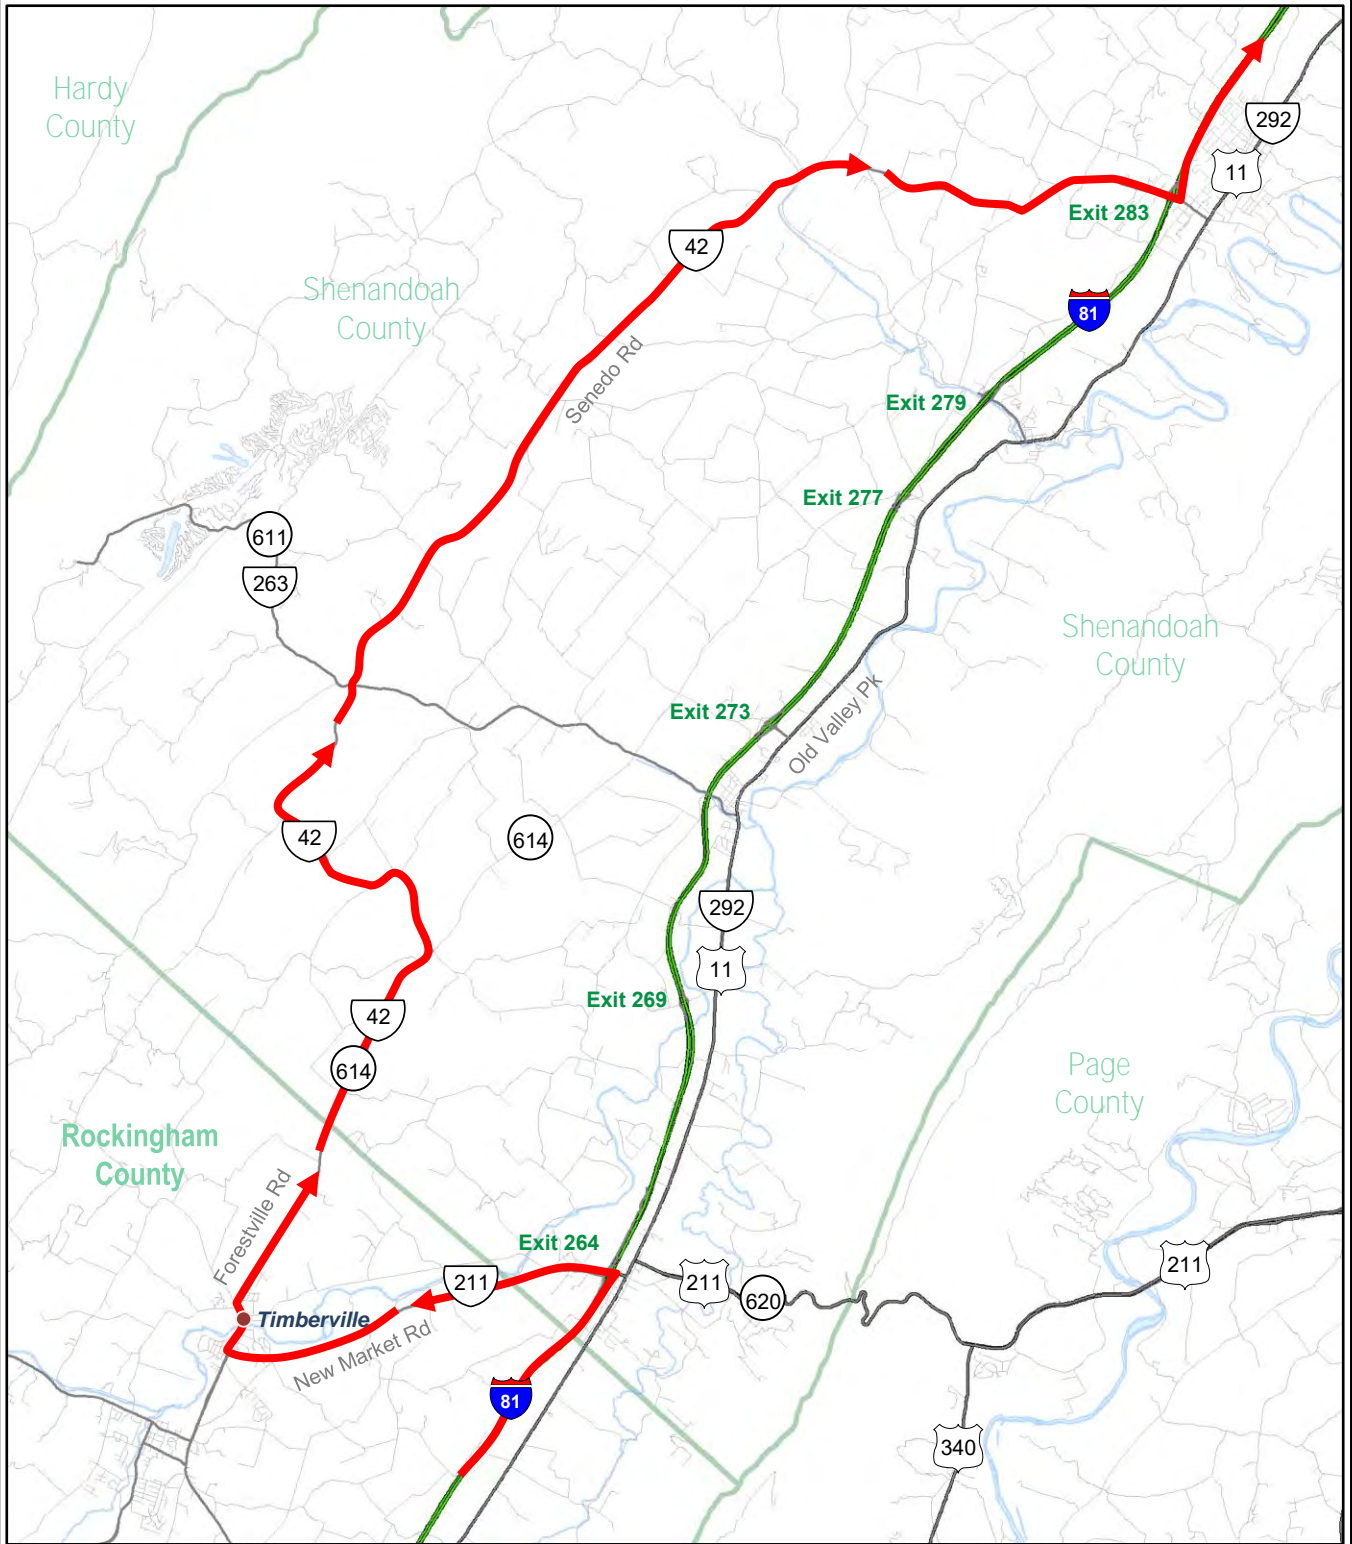 Hardy
County
292
11
Exit 283
42
Shenandoah
County
81
Senedo Rd
Exit 279
Exit 277
611
263
Shenandoah
County
Exit 273
Old Valley Pk
42
614
292
11
Exit 269
42
614
Page
County
Rockingham
County
Forestville Rd
Exit 264
211
211
620
211
Timberville
New Market Rd
81
340